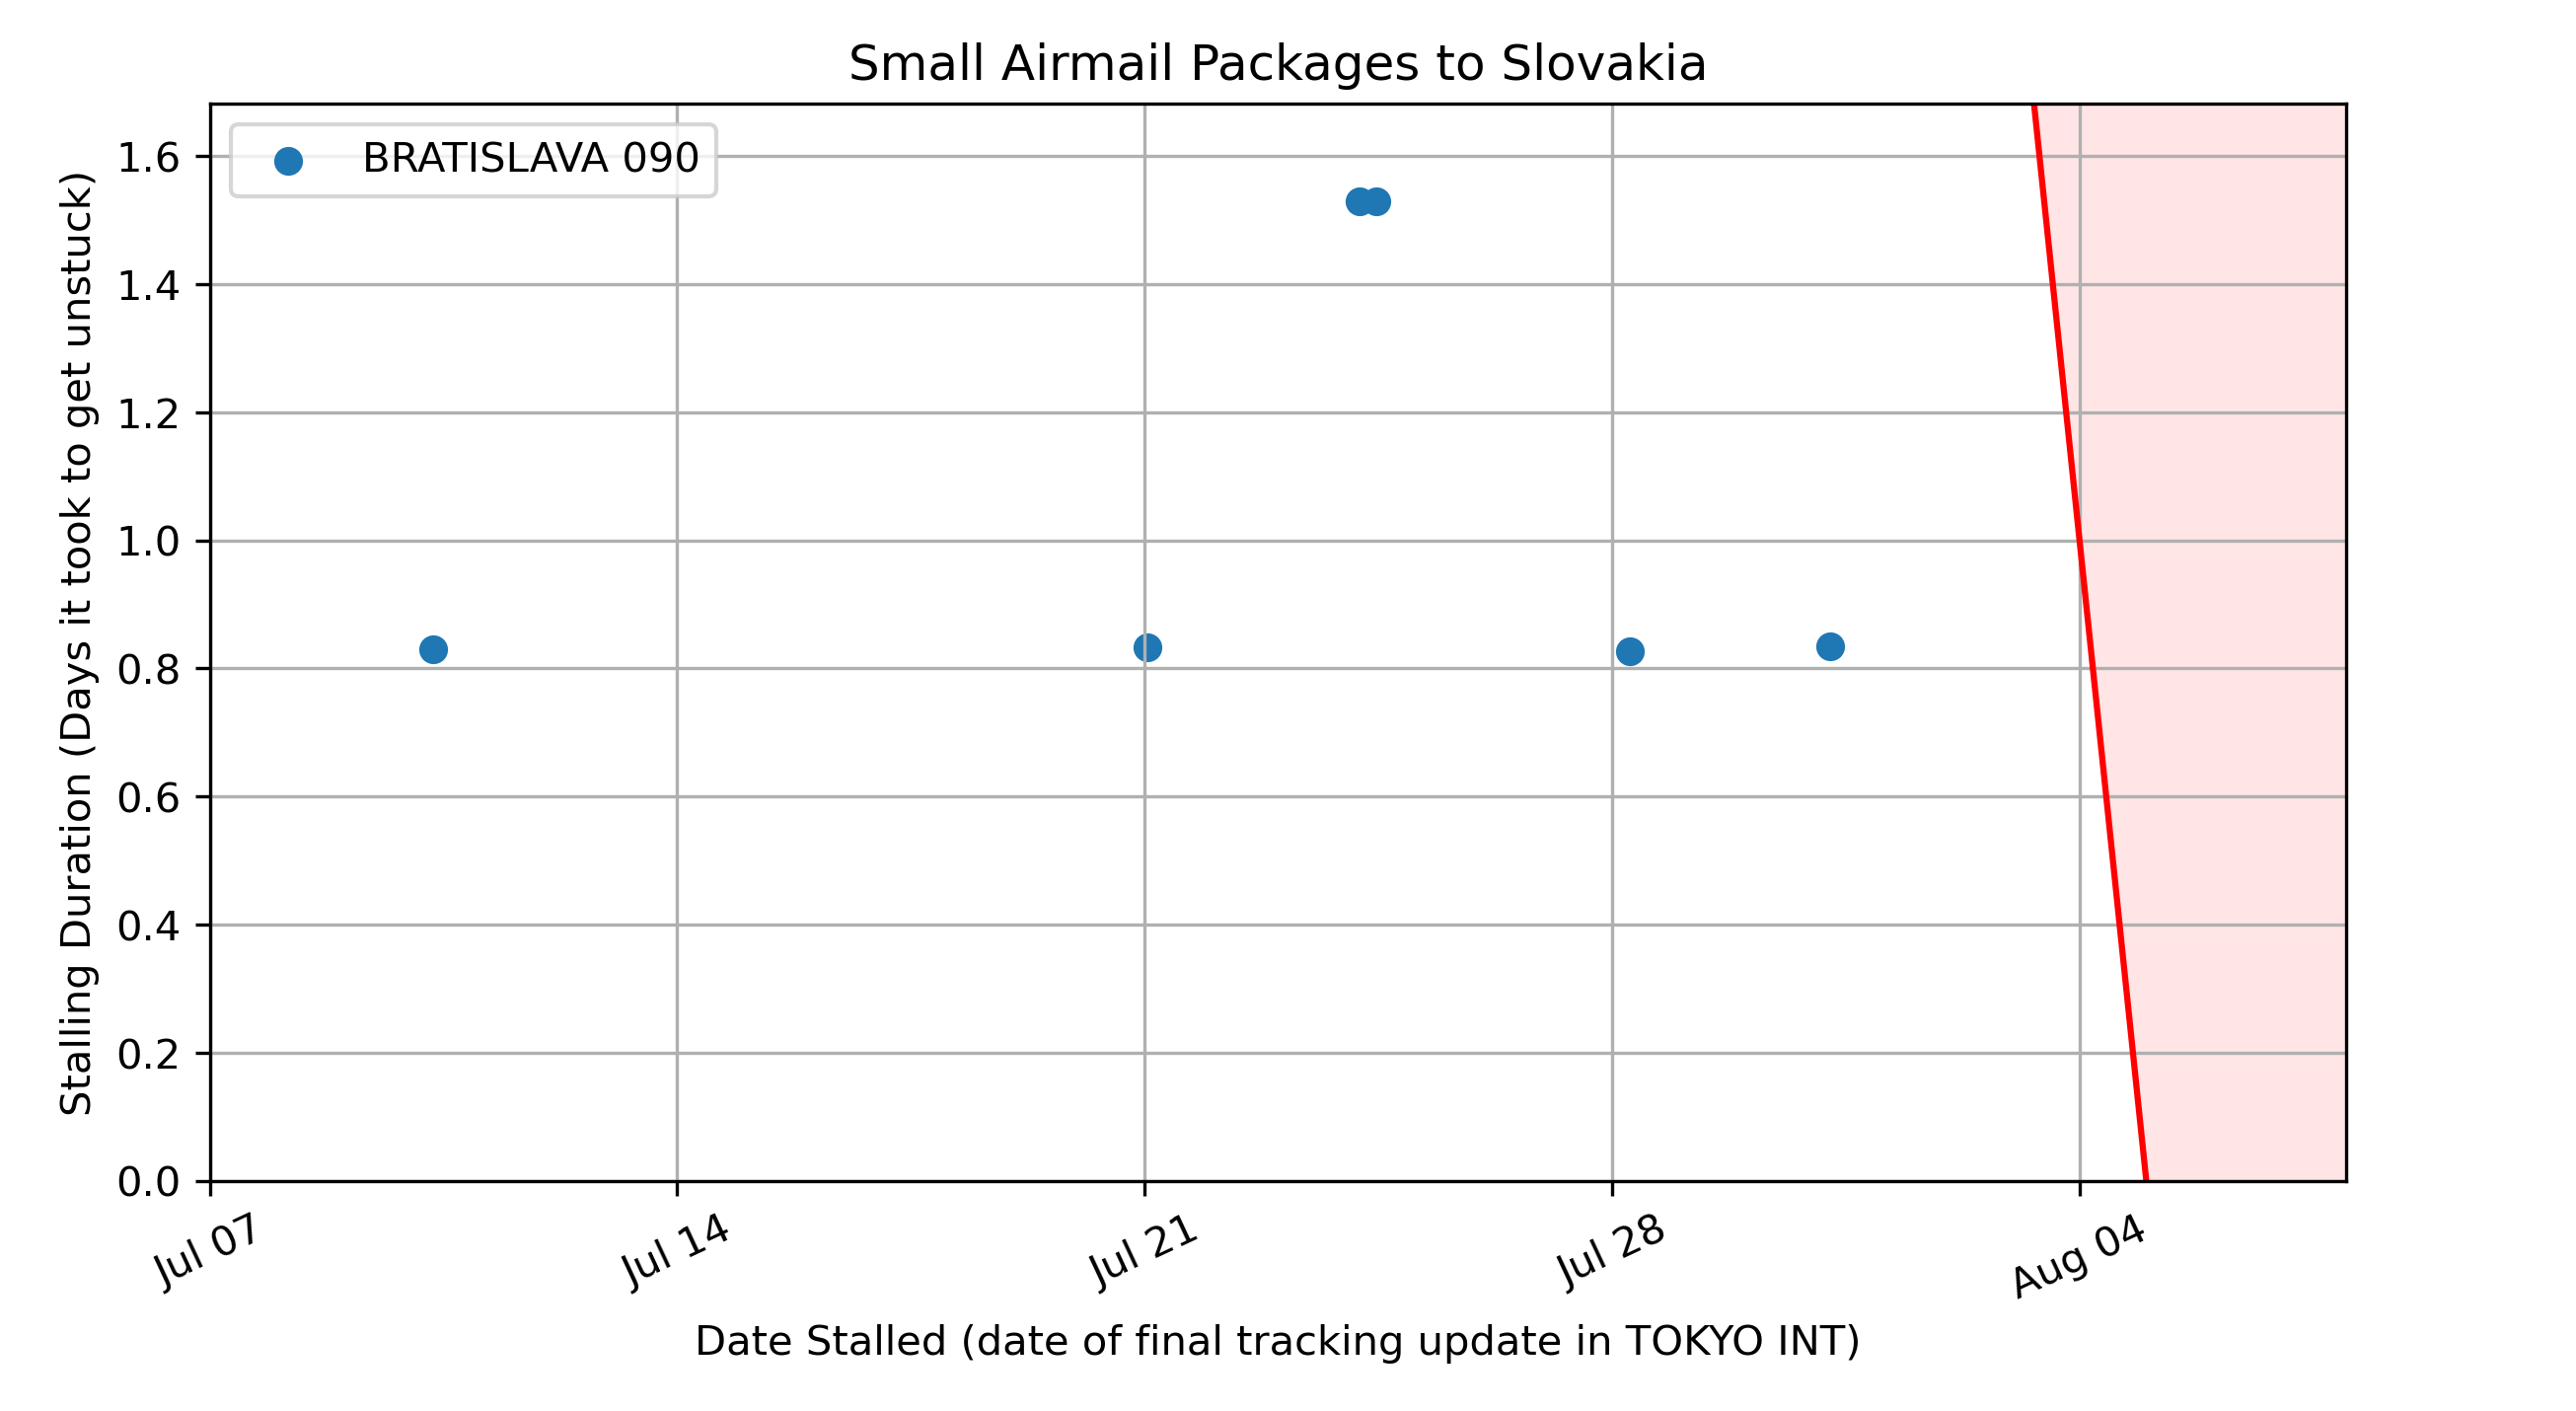 Small Airmail Packages to Slovakia
BRATISLAVA 090
Stalling Duration (Days it took to get unstuck)
1.6
1.4
1.2
1.0
0.8
0.6
0.4
0.2
0.0
Jul 07
Jul 14
Jul 21
Jul 28
Aug 04
Date Stalled (date of final tracking update in TOKYO INT)